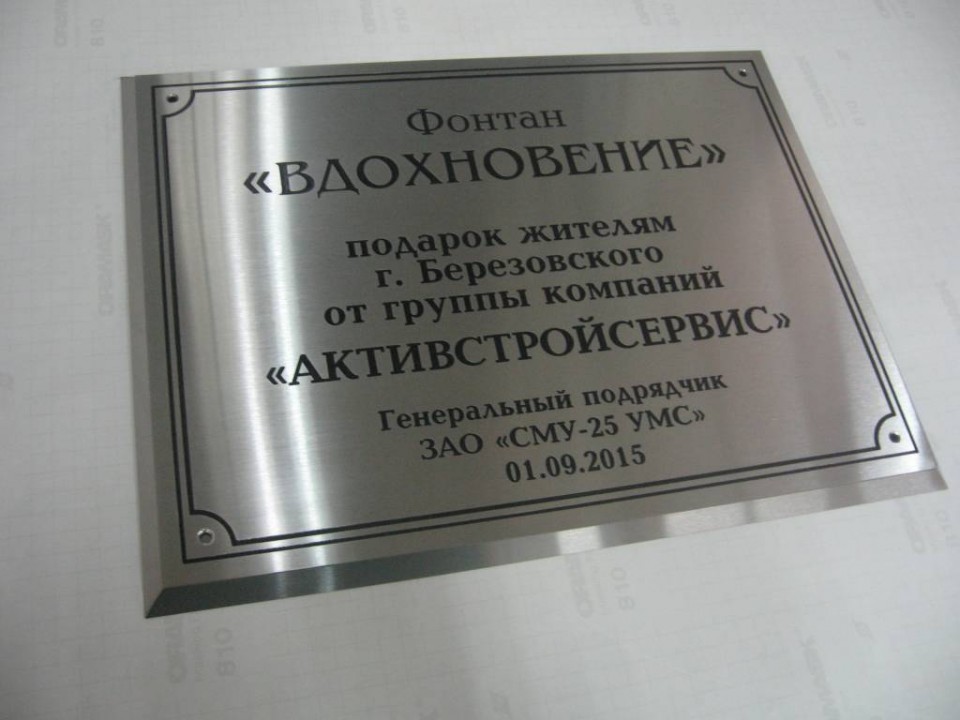 Фонтан
«ВДОХНОВЕНИЕ»
подарок жителям
г. Березовского
от группы компаний
«АКТИВСТРОЙСЕРВИС»
Генеральный подрядчик
ЗАО «СМУ-25 УМС»
01.09.2015